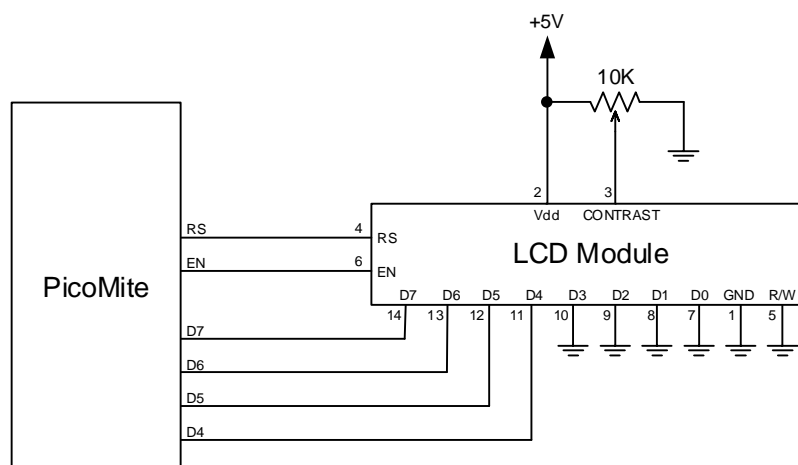 +5V
10K
2 3
Vdd CONTRAST
RS 4 RS
LCD Module
EN 6 EN
PicoMite
D7 D6 D5 D4 D3 D2 D1 D0 GND R/W
14 13 12 11 10 9 8 7 1 5
D7
D6
D5
D4